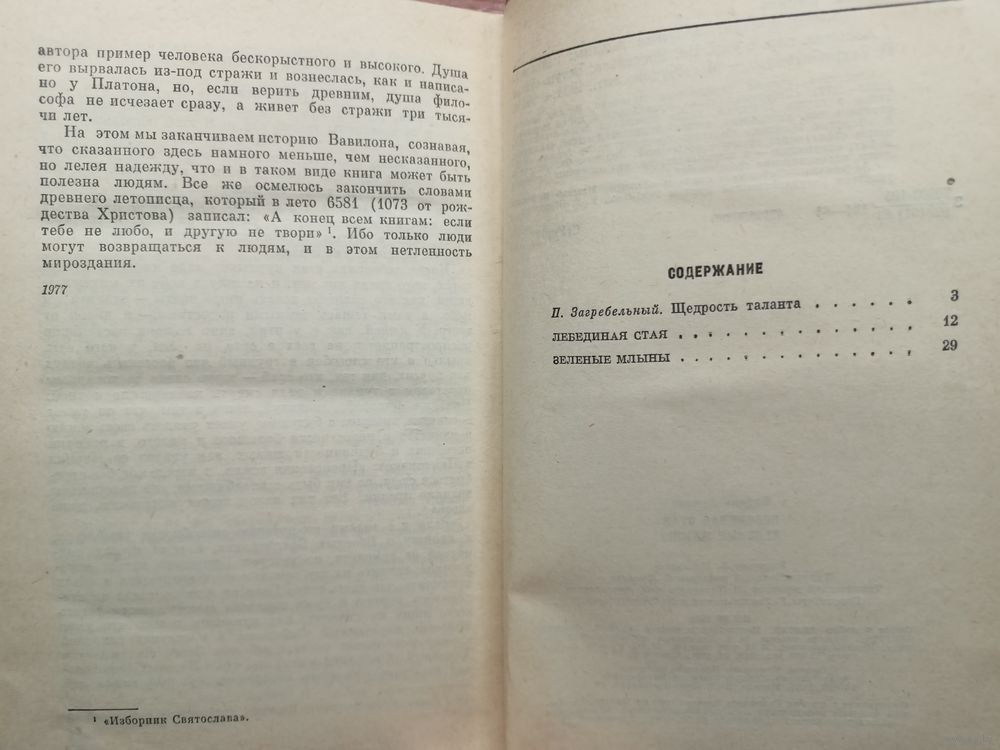 автора пример человека бескорыстного и высокого. Душа
его вырвалась из-под стражи и вознеслась, как и написа-
но у Платона, но, если верить древним, душа фило-
софа не исчезает сразу, а живет без стражи три тыся-
чи лет.
На этом мы заканчиваем историю Вавилона, сознавая,
что сказанного здесь намного меньше, чем несказанного,
но лелея надежду, что и в таком виде книга может быть
полезна людям. Все же осмелюсь закончить словами
древнего летописца, который в лето 6581 (1073 от рож-
дества Христова) записал: «А конец всем книгам: если
тебе не любо, и другую не твори» ¹. Ибо только люди
могут возвращаться к людям, и в этом нетленность
мироздания.
1977
¹ «Изборник Святослава».
СОДЕРЖАНИЕ
П. Загребельный. Щедрость таланта . . . . . . 3
ЛЕБЕДИНАЯ СТАЯ . . . . . . . . . . . . . 12
ЗЕЛЕНЫЕ МЛЫНЫ . . . . . . . . . . . . 29